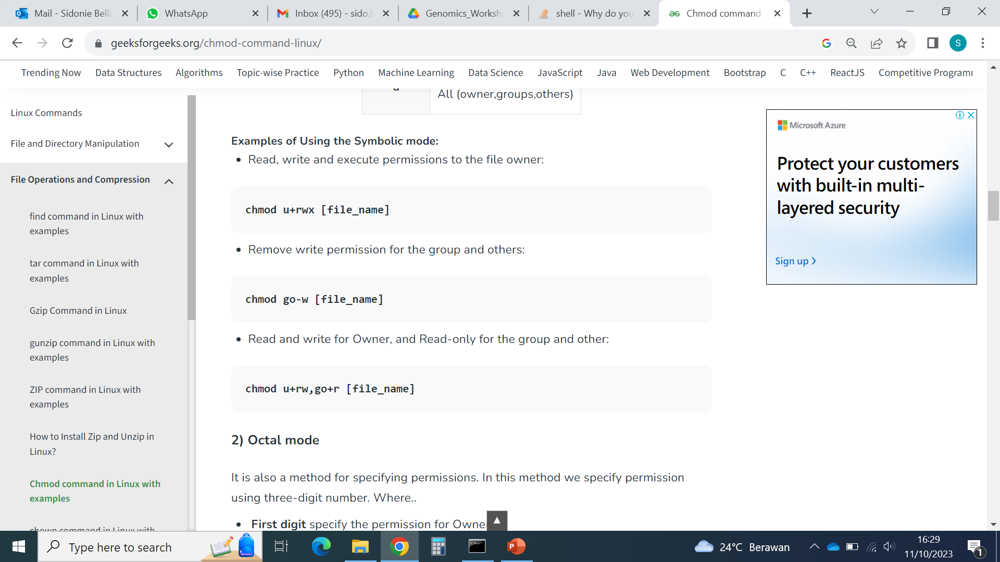 Mail - Sidonie Bell
WhatsApp
Inbox (495) - sido.b
Genomics_Worksh
shell - Why do you
Chmod command
geeksforgeeks.org/chmod-command-linux/
S
Trending Now Data Structures Algorithms Topic-wise Practice Python Machine Learning Data Science JavaScript Java Web Development Bootstrap C C++ ReactJS Competitive Program
All (owner,groups,others)
Linux Commands
File and Directory Manipulation
File Operations and Compression
find command in Linux with
examples
tar command in Linux with
examples
Gzip Command in Linux
gunzip command in Linux with
examples
ZIP command in Linux with
examples
How to Install Zip and Unzip in
Linux?
Chmod command in Linux with
examples
chown command in Linux with
Examples of Using the Symbolic mode:
• Read, write and execute permissions to the file owner:
chmod u+rwx [file_name]
• Remove write permission for the group and others:
chmod go-w [file_name]
• Read and write for Owner, and Read-only for the group and other:
chmod u+rw,go+r [file_name]
2) Octal mode
It is also a method for specifying permissions. In this method we specify permission
using three-digit number. Where..
• First digit specify the permission for Owner.
Microsoft Azure
Protect your customers
with built-in multi-
layered security
Sign up
Type here to search
24°C Berawan
16:29
11/10/2023
1